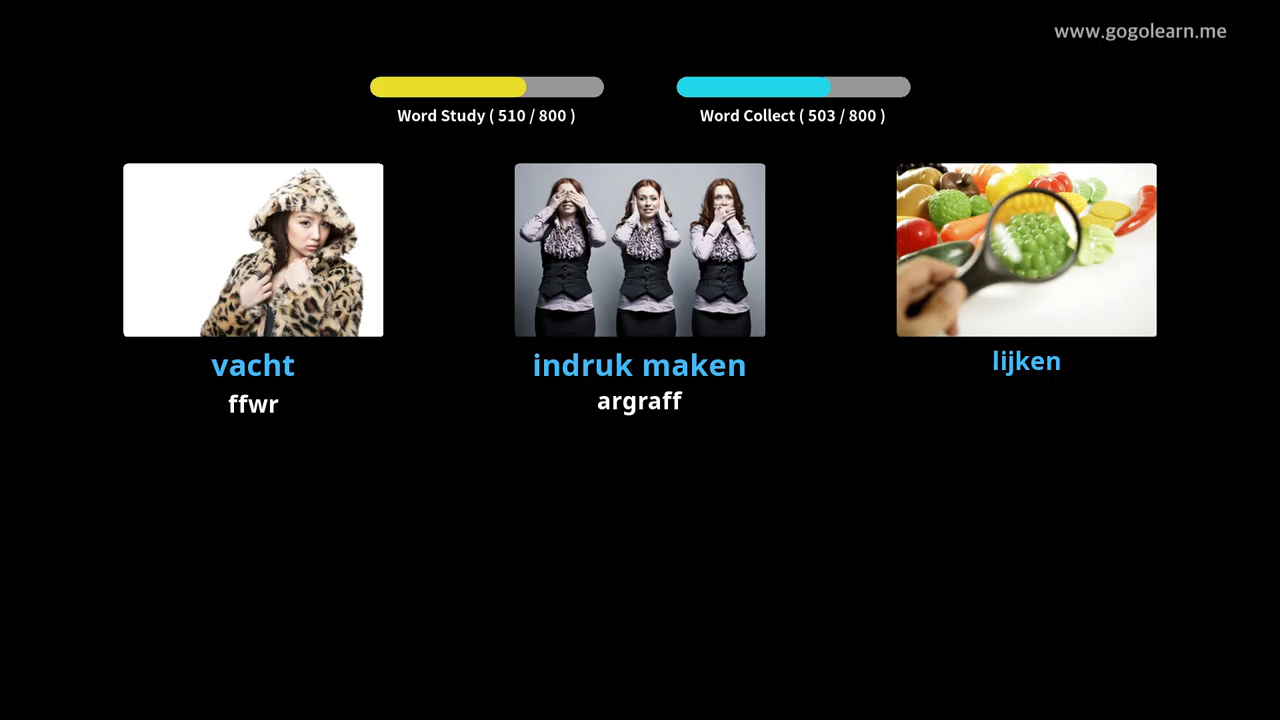 www.gogolearn.me
Word Study ( 510 / 800 )
Word Collect ( 503 / 800 )
vacht
indruk maken
lijken
ffwr
argraff